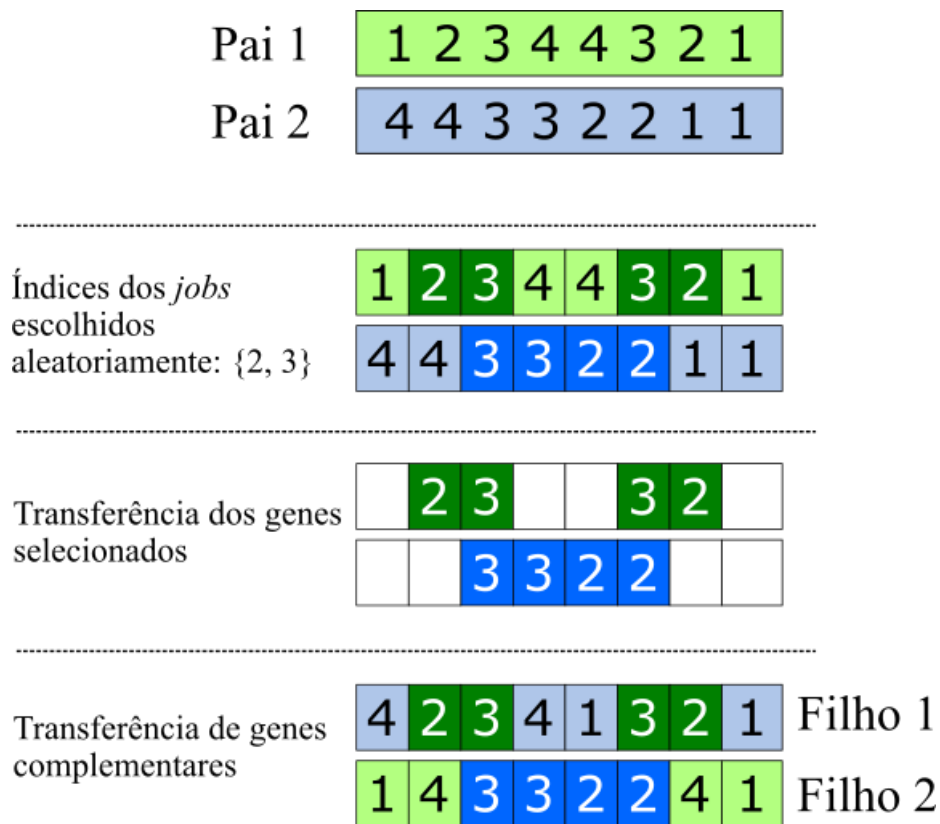 Pai 1
1 2 3 4 4 3 2 1
Pai 2
4 4 3 3 2 2 1 1
Índices dos jobs
escolhidos
aleatoriamente: {2, 3}
1 2 3 4 4 3 2 1
4 4 3 3 2 2 1 1
Transferência dos genes
selecionados
2 3 3 2
3 3 2 2
Transferência de genes
complementares
4 2 3 4 1 3 2 1
Filho 1
1 4 3 3 2 2 4 1
Filho 2